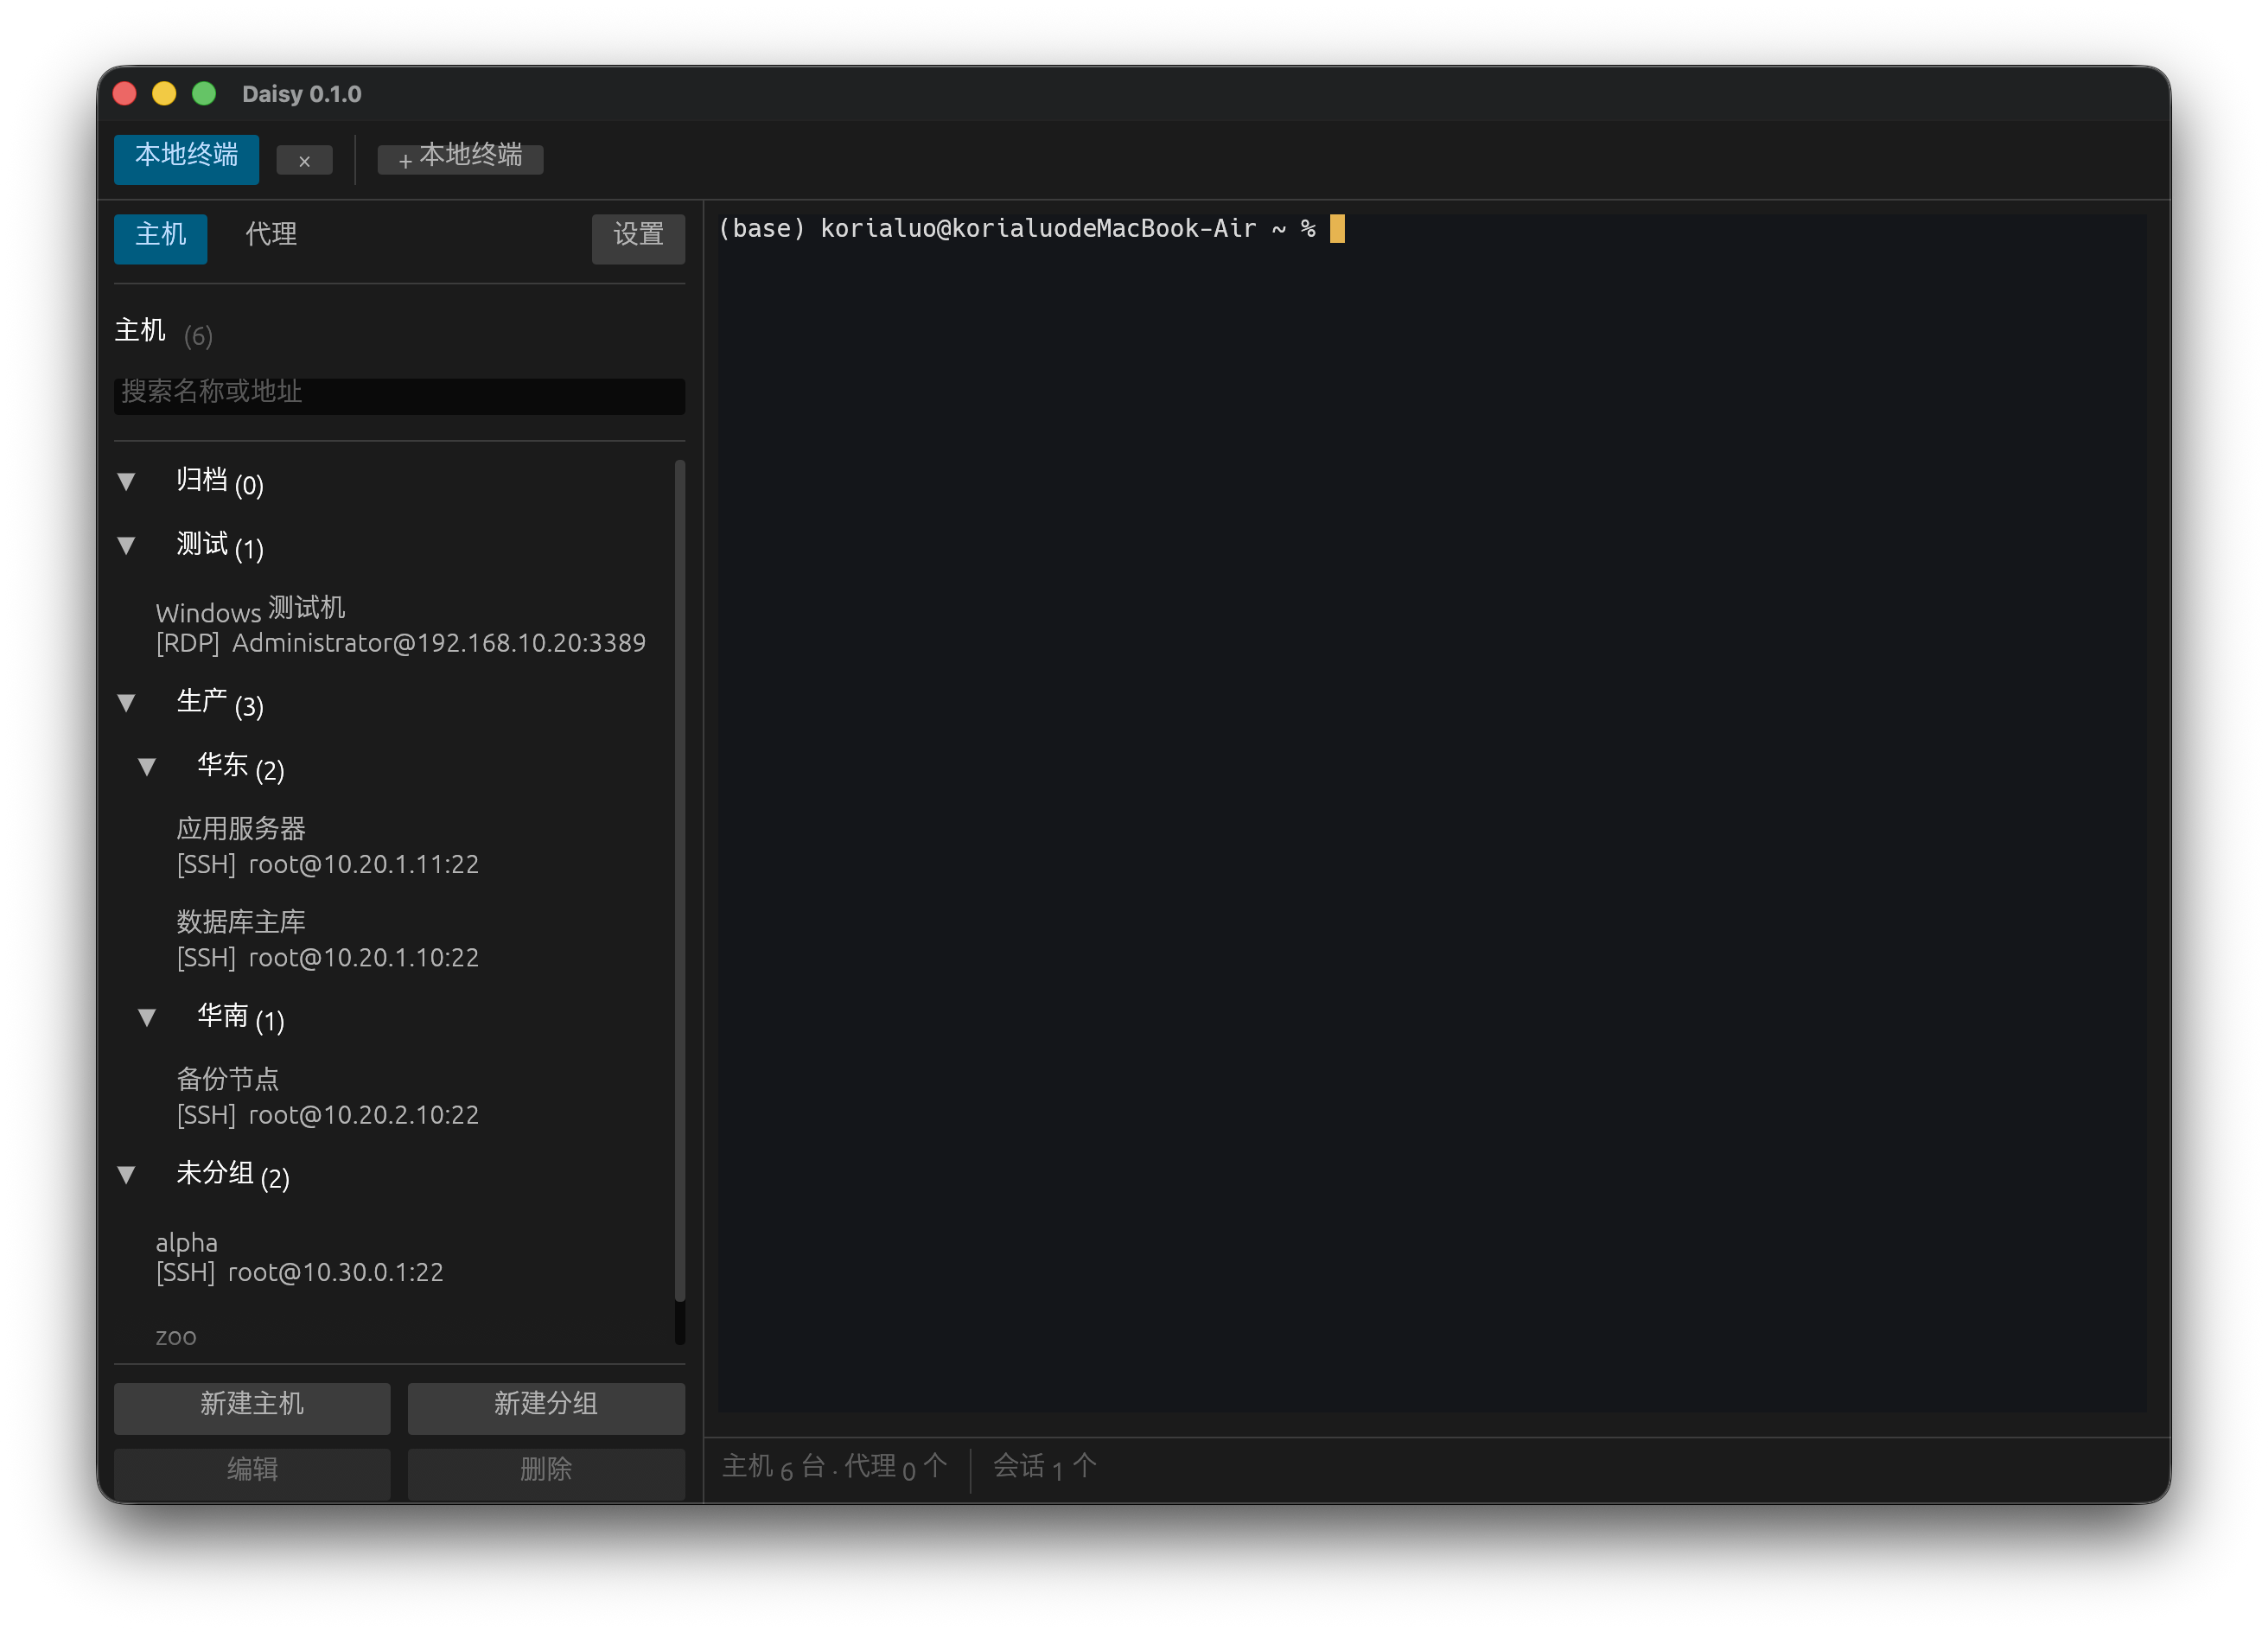 Daisy 0.1.0
本地终端 × + 本地终端
主机 代理 设置
主机 (6)
搜索名称或地址
▼ 归档 (0)
▼ 测试 (1)
Windows 测试机
[RDP] Administrator@192.168.10.20:3389
▼ 生产 (3)
▼ 华东 (2)
应用服务器
[SSH] root@10.20.1.11:22
数据库主库
[SSH] root@10.20.1.10:22
▼ 华南 (1)
备份节点
[SSH] root@10.20.2.10:22
▼ 未分组 (2)
alpha
[SSH] root@10.30.0.1:22
zoo
新建主机 新建分组
编辑 删除
(base) korialuo@korialuodeMacBook-Air ~ %
主机 6 台 · 代理 0 个 会话 1 个